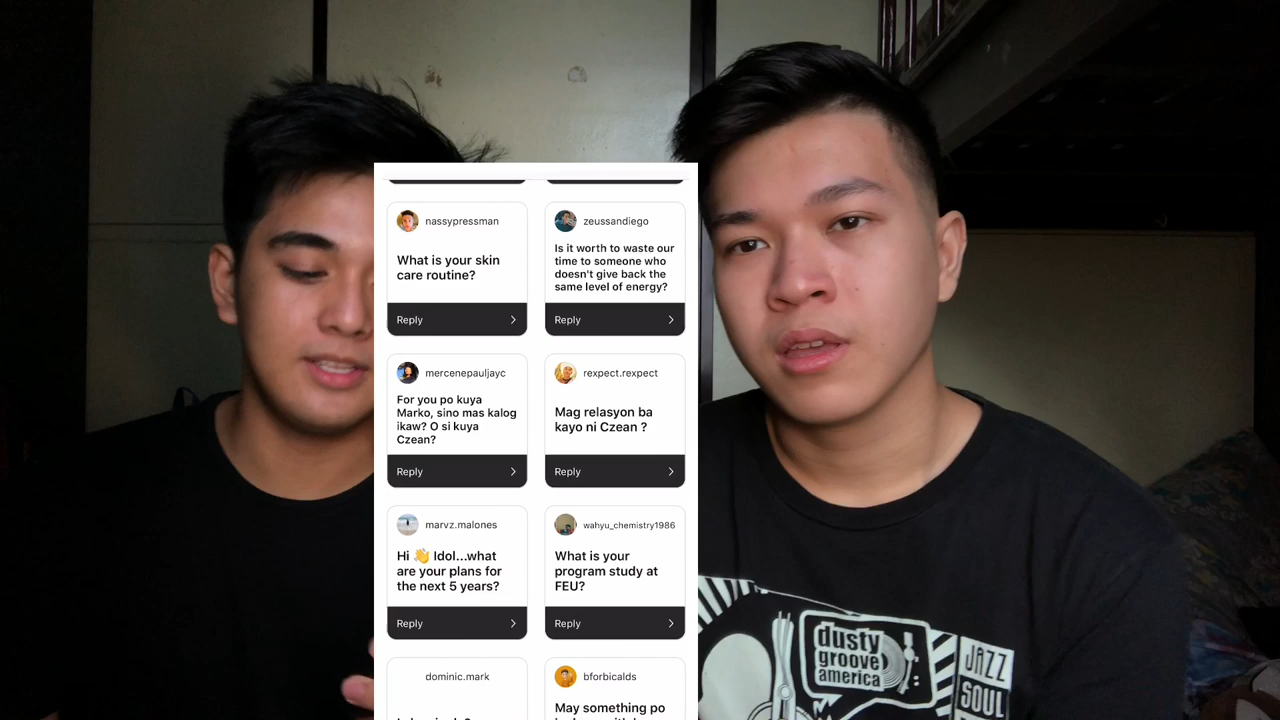 nassypressman
What is your skin
care routine?
Reply
zeussandiego
Is it worth to waste our
time to someone who
doesn't give back the
same level of energy?
Reply
mercenepauljayc
For you po kuya
Marko, sino mas kalog
ikaw? O si kuya
Czean?
Reply
rexpect.rexpect
Mag relasyon ba
kayo ni Czean ?
Reply
marvz.malones
Hi 👋 Idol...what
are your plans for
the next 5 years?
Reply
wahyu_chemistry1986
What is your
program study at
FEU?
Reply
dominic.mark
bforbicalds
May something po
dusty
groove
america
JAZZ
SOUL